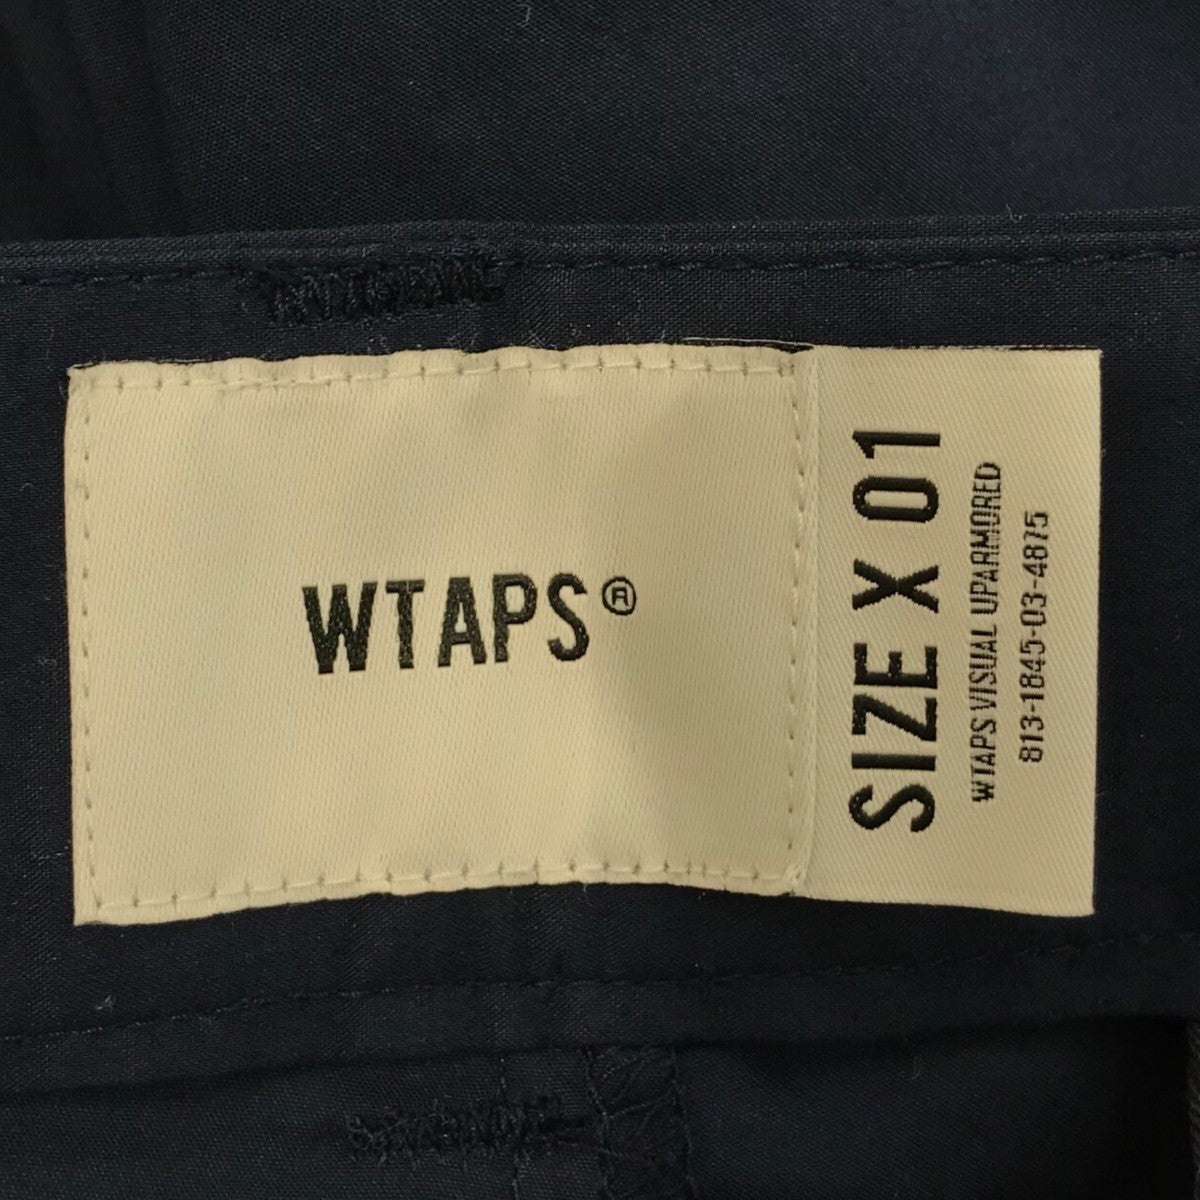 WTAPS®
SIZE X 01
WTAPS VISUAL UPARMORED
813-1845-03-4875